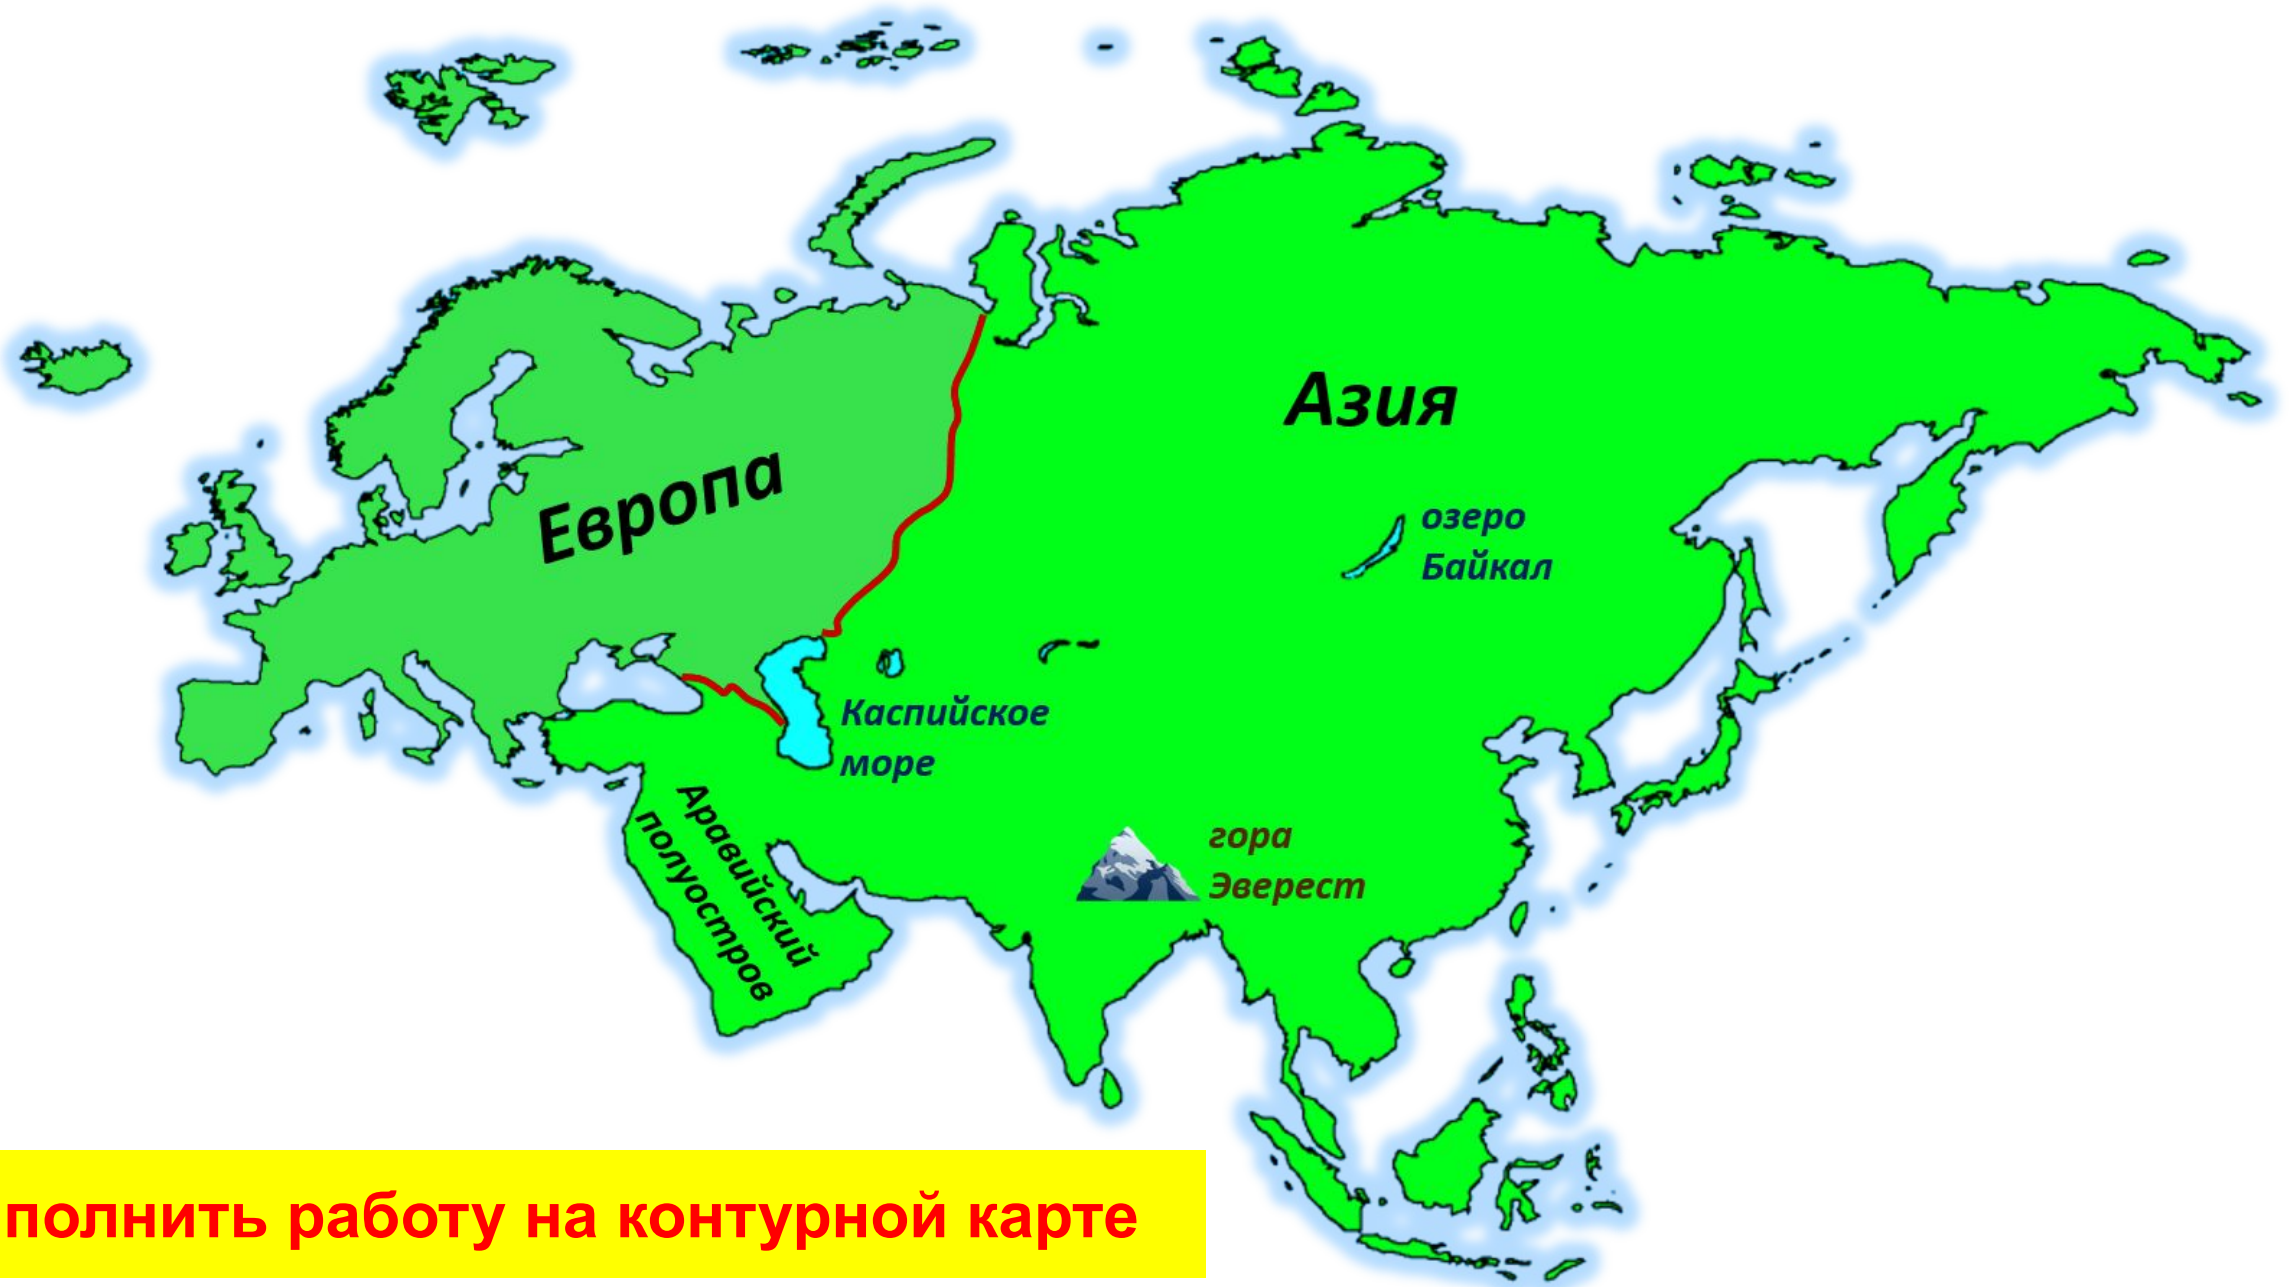 Азия
Европа
озеро
Байкал
Каспийское
море
Аравийский
полуостров
гора
Эверест
полнить работу на контурной карте